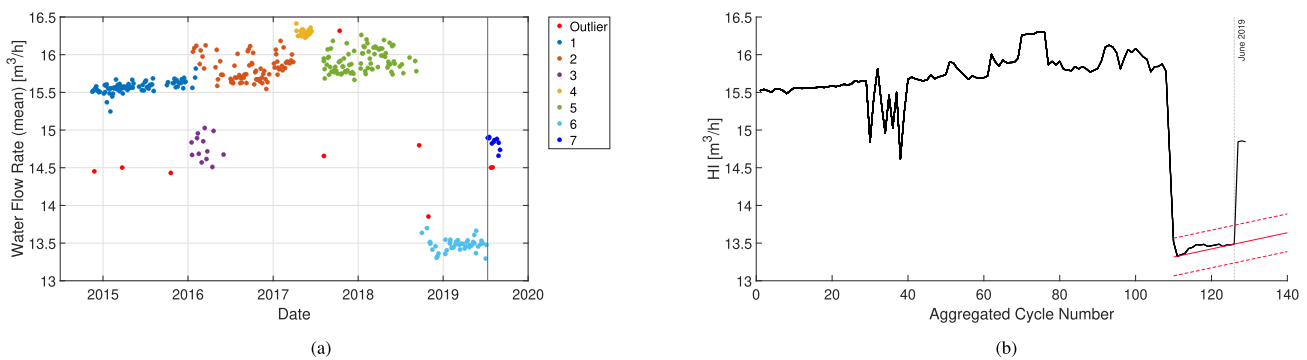 16.5
16
15.5
15
14.5
14
13.5
13
Water Flow Rate (mean) [m³/h]
2015 2016 2017 2018 2019 2020
Date
Outlier
1
2
3
4
5
6
7
(a)
16.5
16
15.5
15
14.5
14
13.5
13
HI [m³/h]
June 2019
0 20 40 60 80 100 120 140
Aggregated Cycle Number
(b)